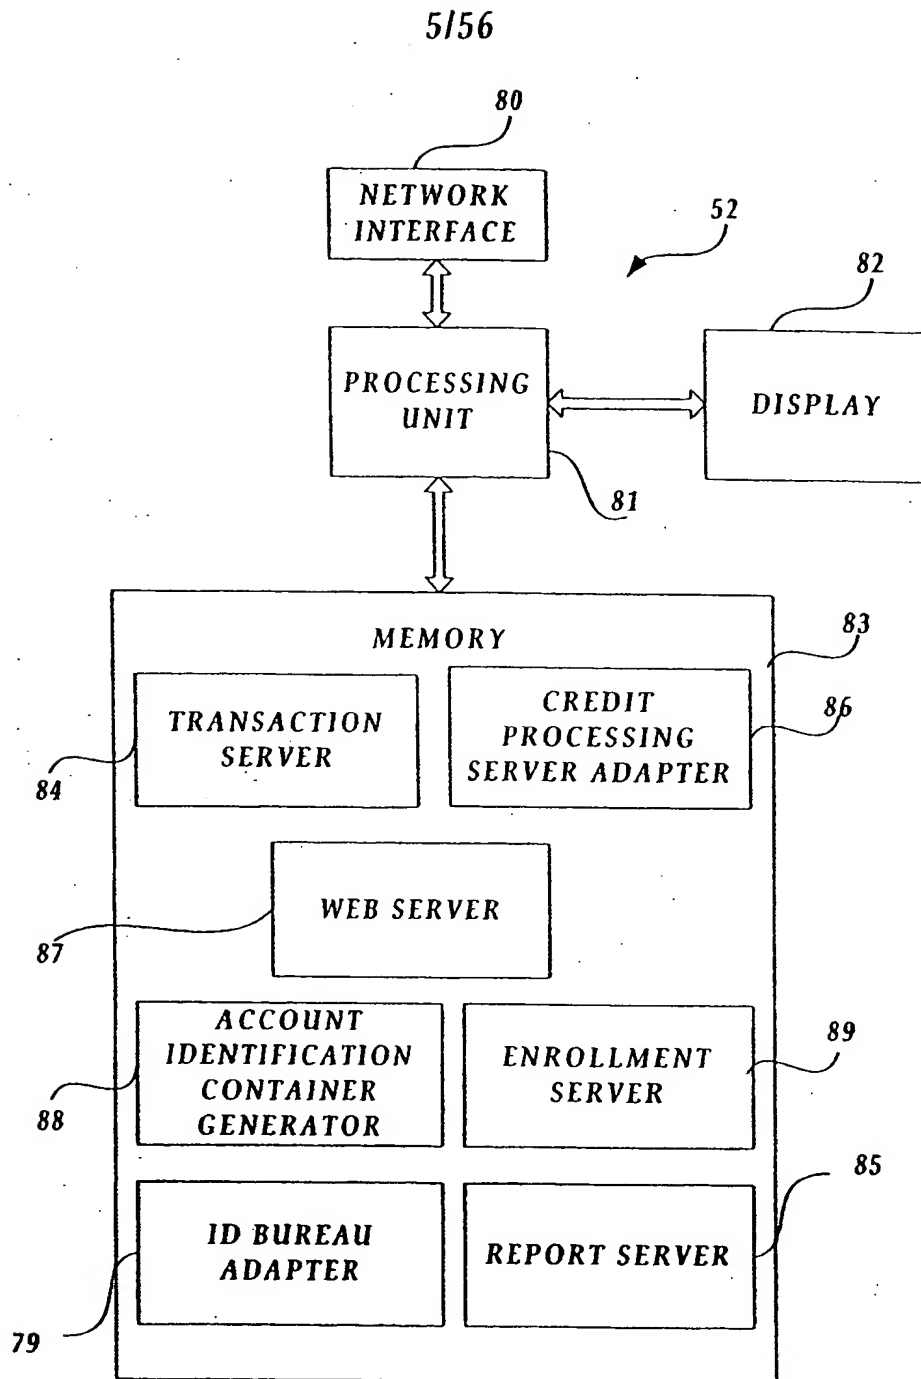 5/56
80
NETWORK
INTERFACE
52
82
PROCESSING
UNIT
DISPLAY
81
MEMORY
83
TRANSACTION
SERVER
CREDIT
PROCESSING
SERVER ADAPTER
86
84
WEB SERVER
87
ACCOUNT
IDENTIFICATION
CONTAINER
GENERATOR
ENROLLMENT
SERVER
89
88
85
ID BUREAU
ADAPTER
REPORT SERVER
79